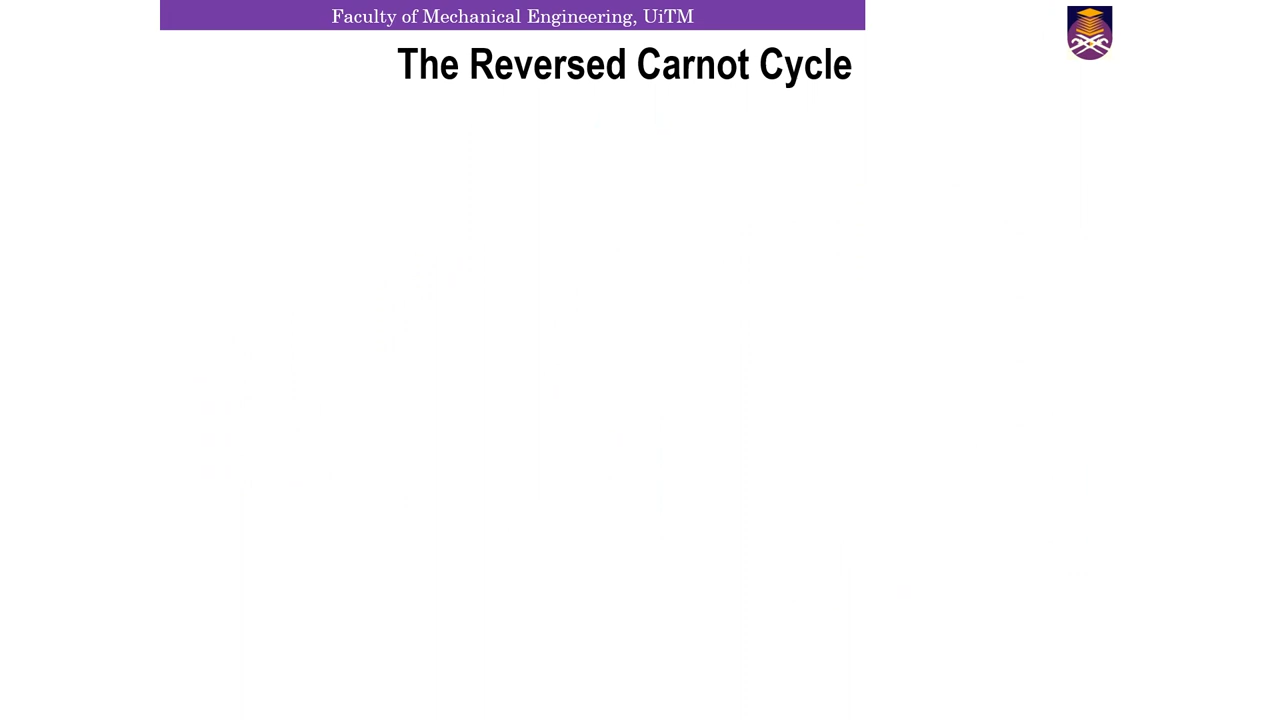 Faculty of Mechanical Engineering, UiTM
The Reversed Carnot Cycle